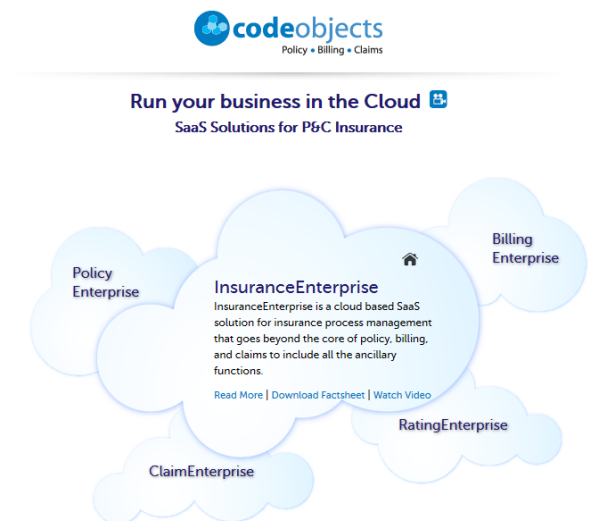 codeobjects
Policy • Billing • Claims
Run your business in the Cloud
SaaS Solutions for P&C Insurance
Billing
Enterprise
Policy
Enterprise
InsuranceEnterprise
InsuranceEnterprise is a cloud based SaaS
solution for insurance process management
that goes beyond the core of policy, billing,
and claims to include all the ancillary
functions.
Read More | Download Factsheet | Watch Video
RatingEnterprise
ClaimEnterprise